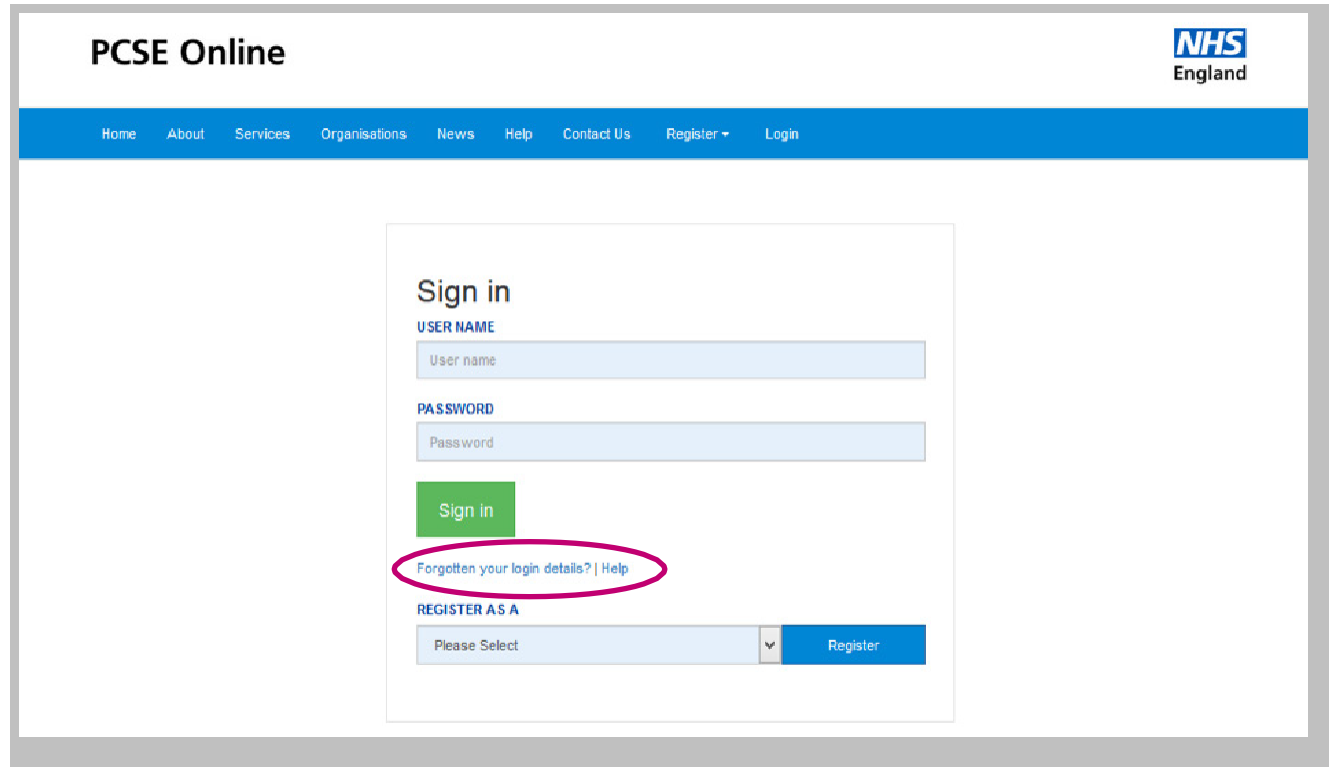 PCSE Online
NHS
England
Home About Services Organisations News Help Contact Us Register Login
Sign in
USER NAME
User name
PASSWORD
Password
Sign in
Forgotten your login details? | Help
REGISTER AS A
Please Select Register